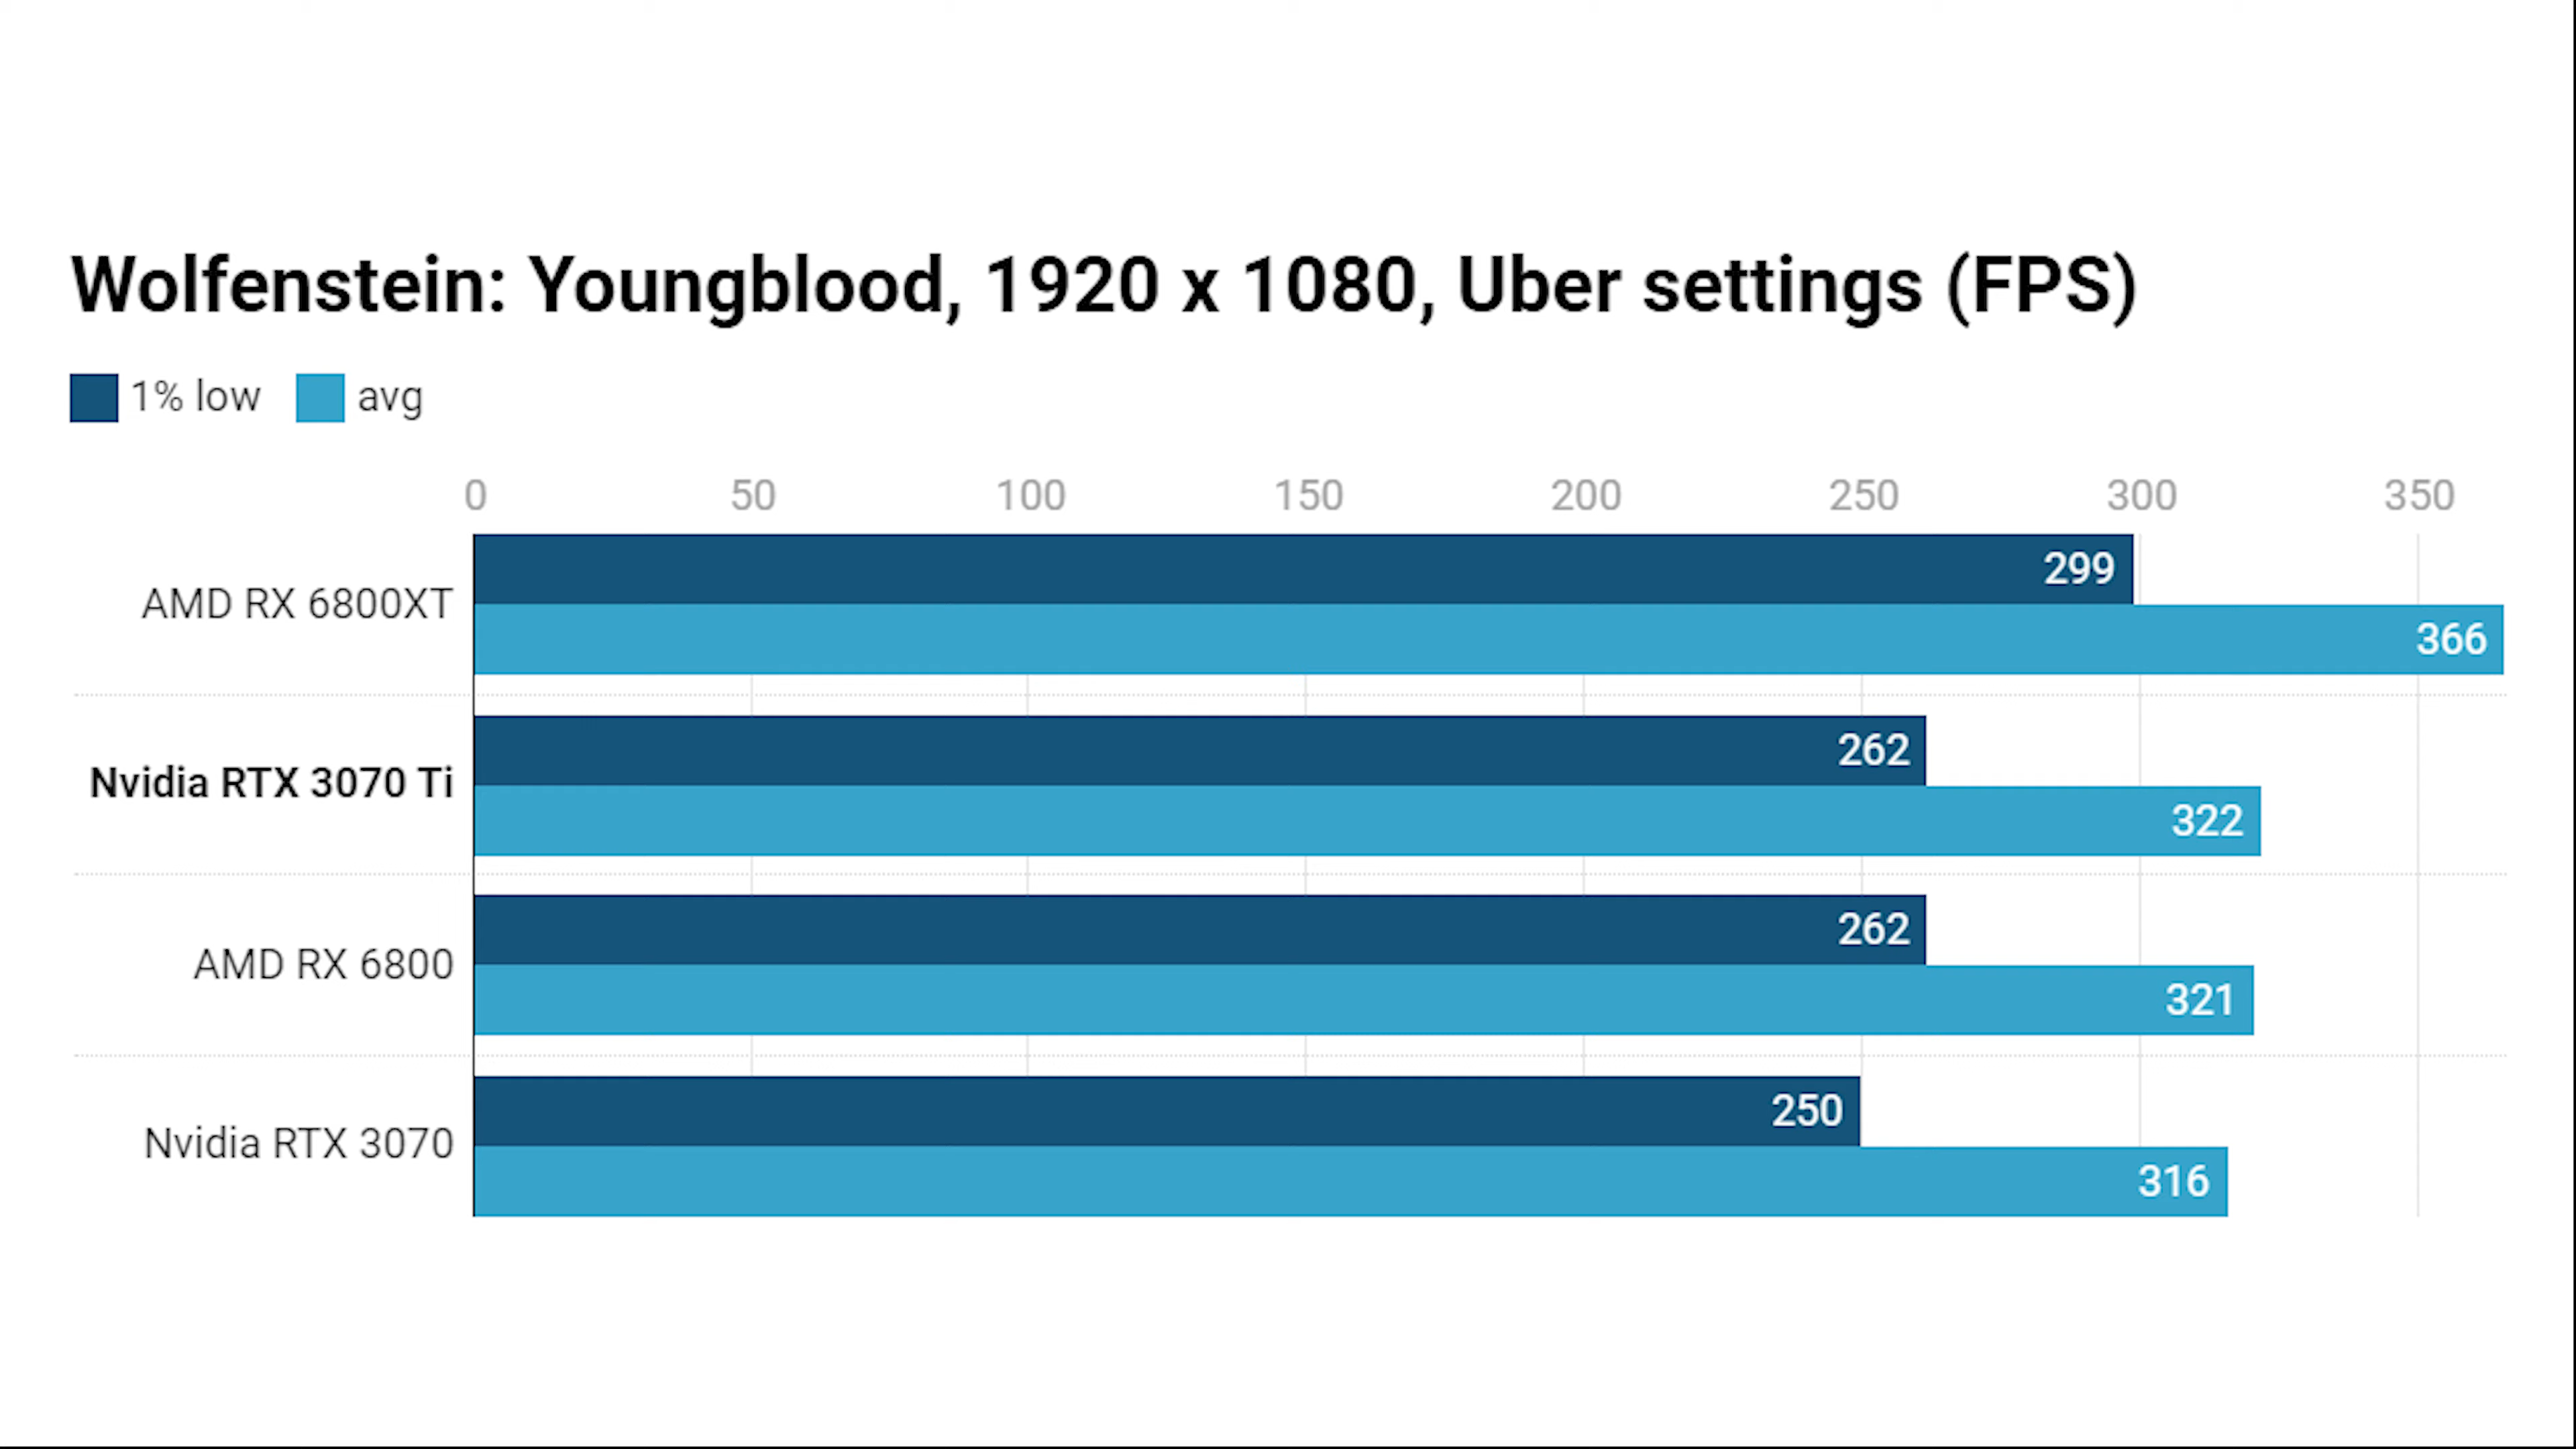 Wolfenstein: Youngblood, 1920 x 1080, Uber settings (FPS)
1% low avg
0 50 100 150 200 250 300 350
AMD RX 6800XT
299
366
Nvidia RTX 3070 Ti
262
322
AMD RX 6800
262
321
Nvidia RTX 3070
250
316